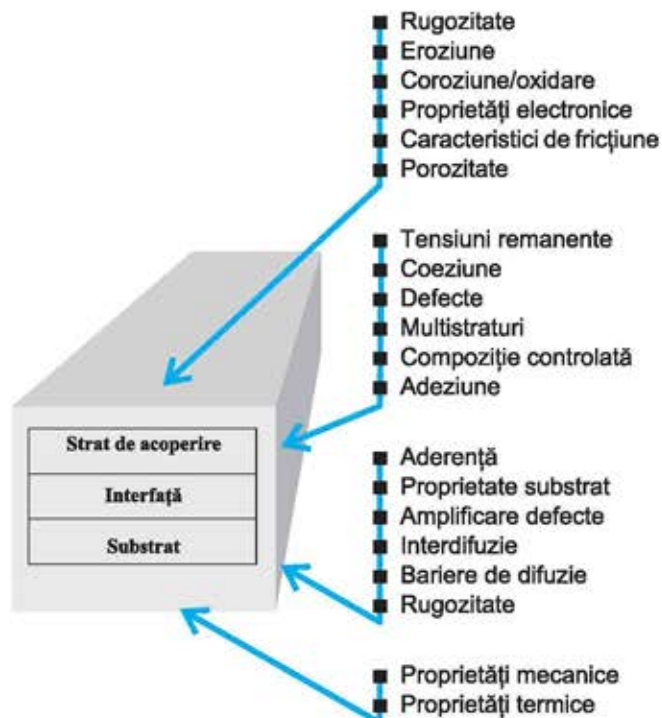 Rugozitate
Eroziune
Coroziune/oxidare
Proprietăți electronice
Caracteristici de fricțiune
Porozitate
Tensiuni remanente
Coeziune
Defecte
Multistraturi
Compoziție controlată
Adeziune
Strat de acoperire
Interfață
Substrat
Aderență
Proprietate substrat
Amplificare defecte
Interdifuzie
Bariere de difuzie
Rugozitate
Proprietăți mecanice
Proprietăți termice